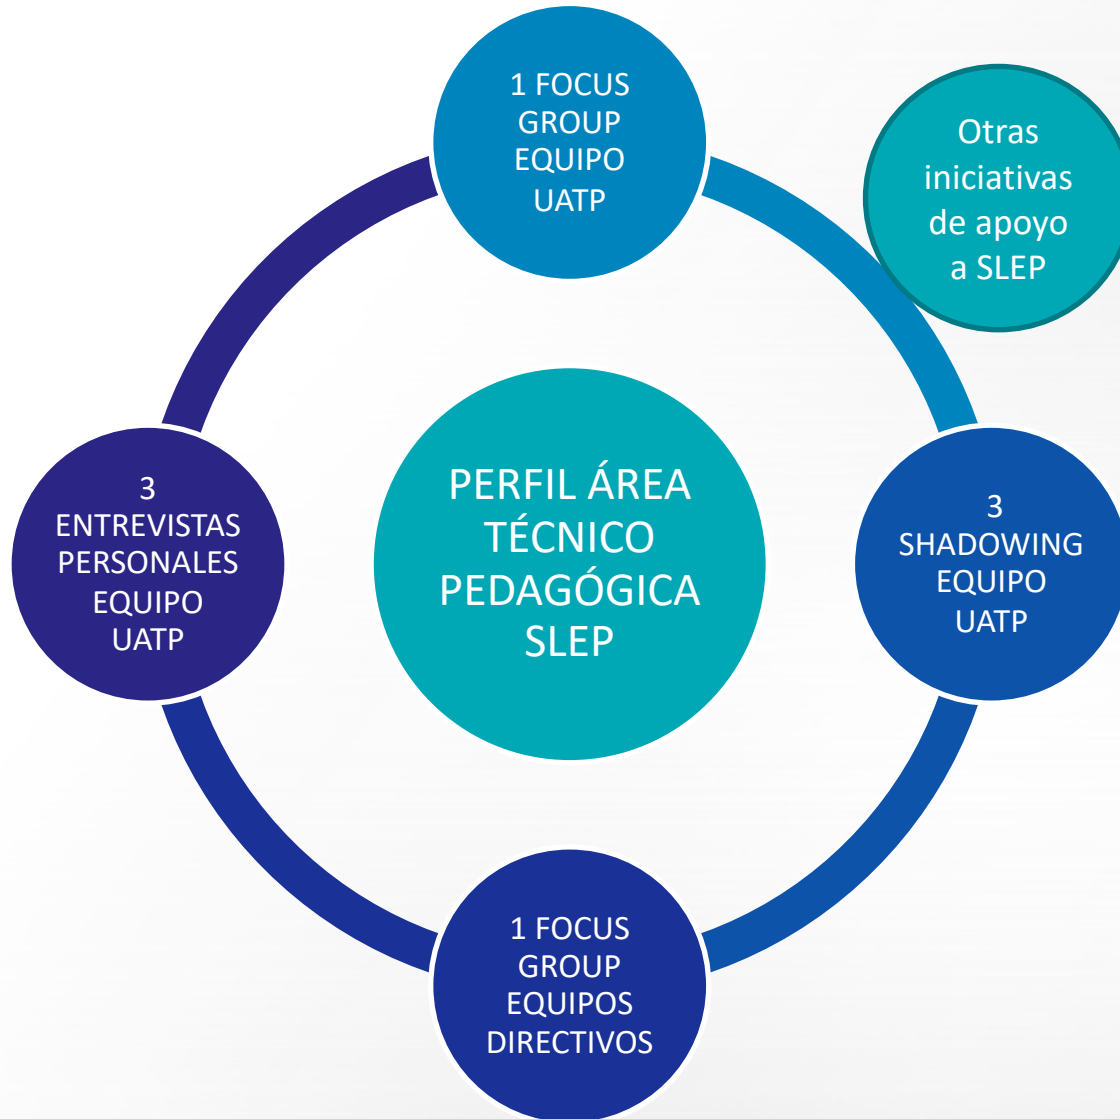 1 FOCUS
GROUP
EQUIPO
UATP
Otras
iniciativas
de apoyo
a SLEP
3
ENTREVISTAS
PERSONALES
EQUIPO
UATP
PERFIL ÁREA
TÉCNICO
PEDAGÓGICA
SLEP
3
SHADOWING
EQUIPO
UATP
1 FOCUS
GROUP
EQUIPOS
DIRECTIVOS